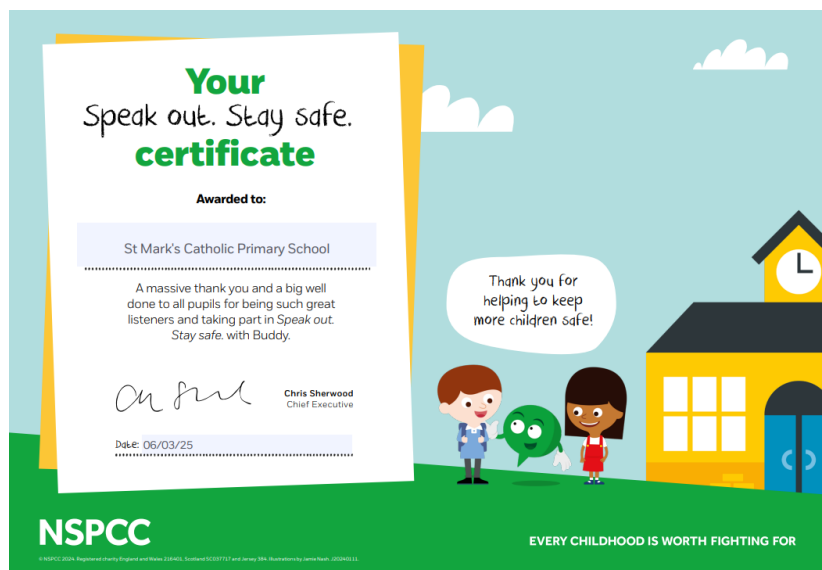 Your
Speak out. Stay safe.
certificate
Awarded to:
St Mark's Catholic Primary School
A massive thank you and a big well
done to all pupils for being such great
listeners and taking part in Speak out.
Stay safe. with Buddy.
Chris Sherwood
Chief Executive
Date: 06/03/25
Thank you for
helping to keep
more children safe!
NSPCC
EVERY CHILDHOOD IS WORTH FIGHTING FOR
© NSPCC 2024. Registered charity England and Wales 216401, Scotland SC037717 and Jersey 384. Illustrations by Jamie Nash. J20240111.